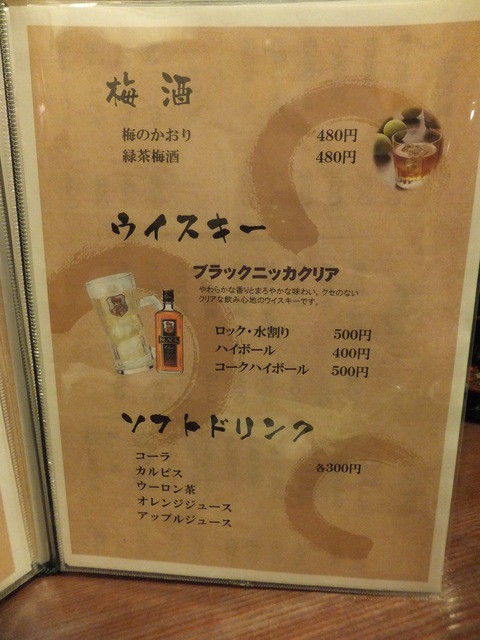 梅酒
梅のかおり 480円
緑茶梅酒 480円
ウイスキー
ブラックニッカクリア
やわらかな香りとまろやかな味わい。クセのない
クリアな飲み心地のウイスキーです。
ロック・水割り 500円
ハイボール 400円
コークハイボール 500円
ソフトドリンク
コーラ 各300円
カルピス
ウーロン茶
オレンジジュース
アップルジュース